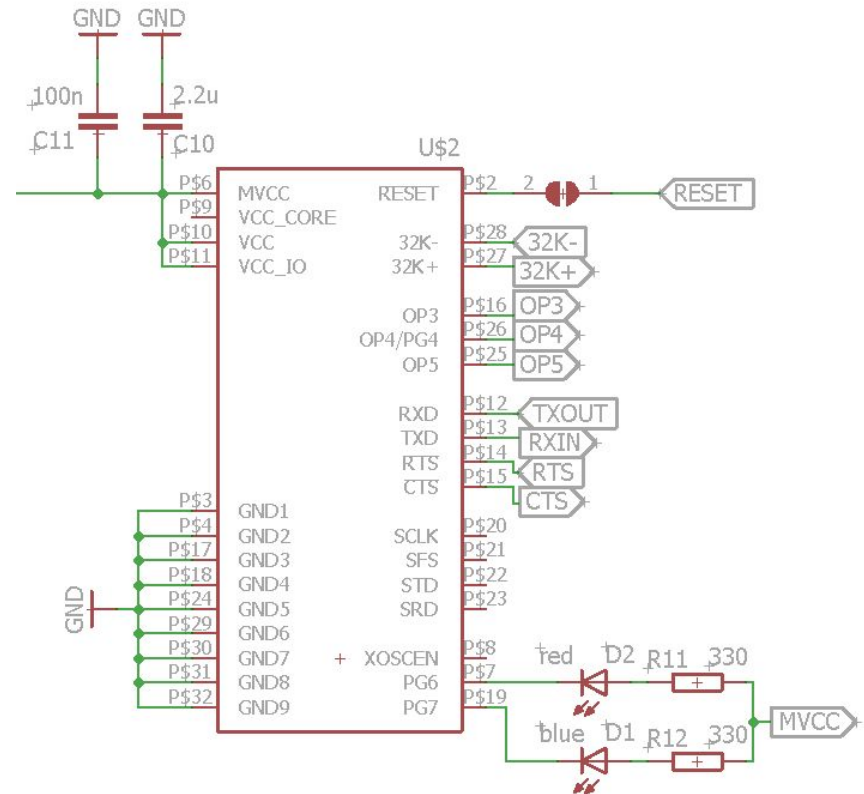 GND GND
100n 2.2u
C11 C10
U$2
P$6 MVCC RESET P$2 2 1 RESET
P$9 VCC_CORE
P$10 VCC 32K- P$28 32K-
P$11 VCC_IO 32K+ P$27 32K+
OP3 P$16 OP3
OP4/PG4 P$26 OP4
OP5 P$25 OP5
RXD P$12 TXOUT
TXD P$13 RXIN
RTS P$14 RTS
CTS P$15 CTS
P$3 GND1
P$4 GND2 SCLK P$20
P$17 GND3 SFS P$21
P$18 GND4 STD P$22
GND P$24 GND5 SRD P$23
P$29 GND6
P$30 GND7 XOSCEN P$8 red D2 R11 330
P$31 GND8 PG6 P$7
P$32 GND9 PG7 P$19 MVCC
blue D1 R12 330